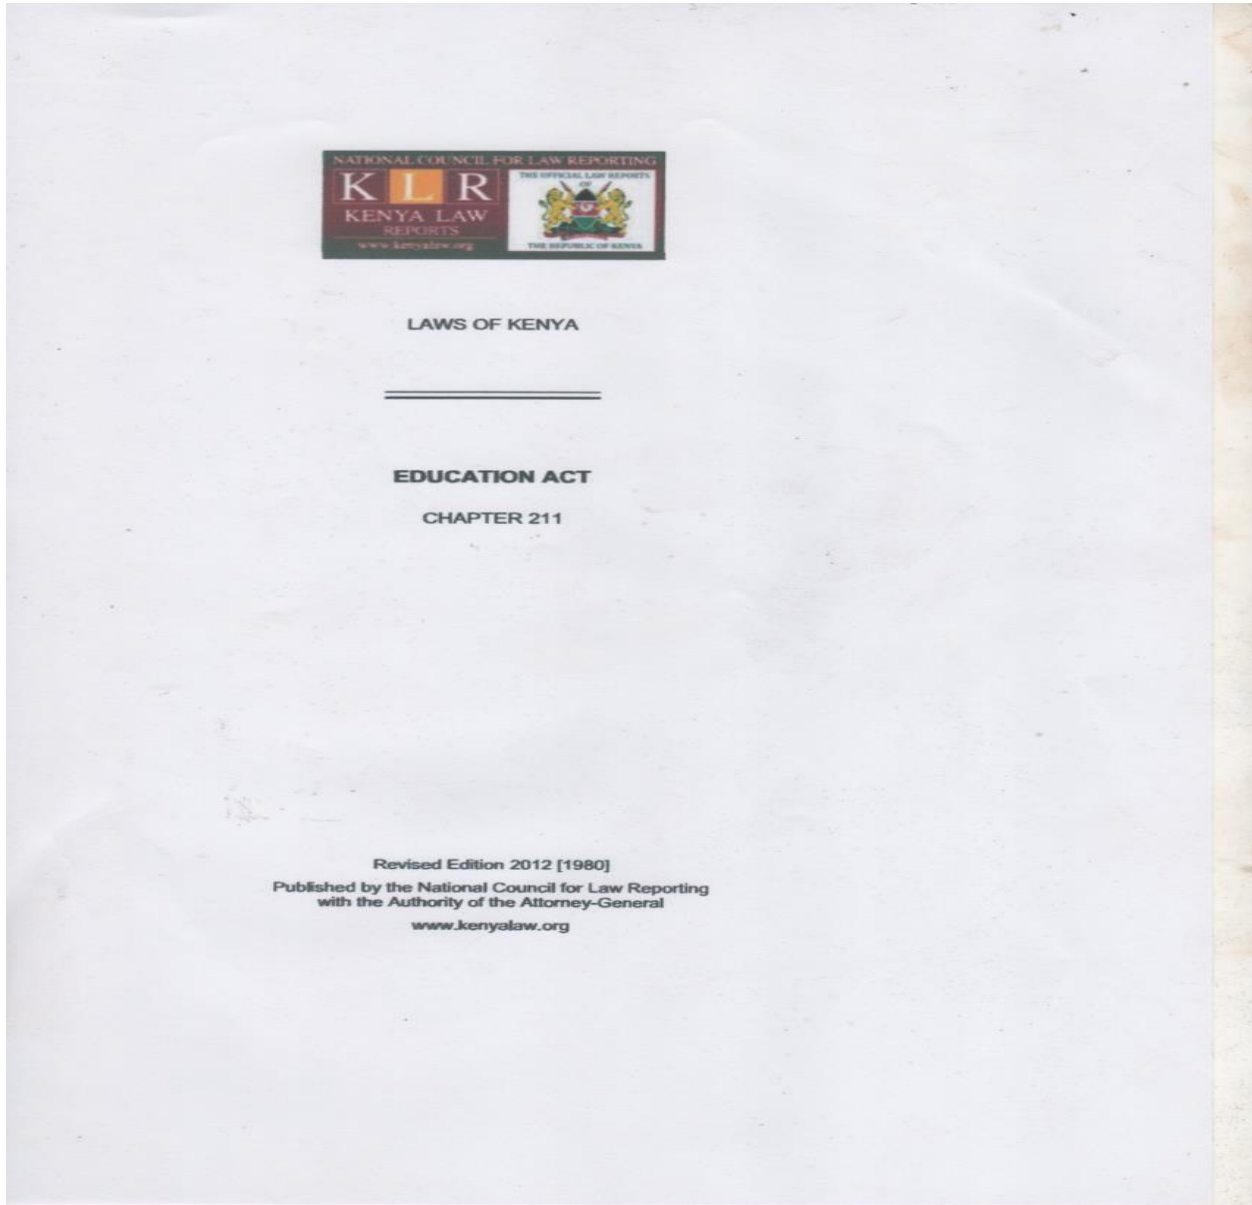 NATIONAL COUNCIL FOR LAW REPORTING
KLR
KENYA LAW
REPORTS
www.kenyalaw.org
THE OFFICIAL LAW REPORTS
OF
THE REPUBLIC OF KENYA
LAWS OF KENYA
EDUCATION ACT
CHAPTER 211
Revised Edition 2012 [1980]
Published by the National Council for Law Reporting
with the Authority of the Attorney-General
www.kenyalaw.org